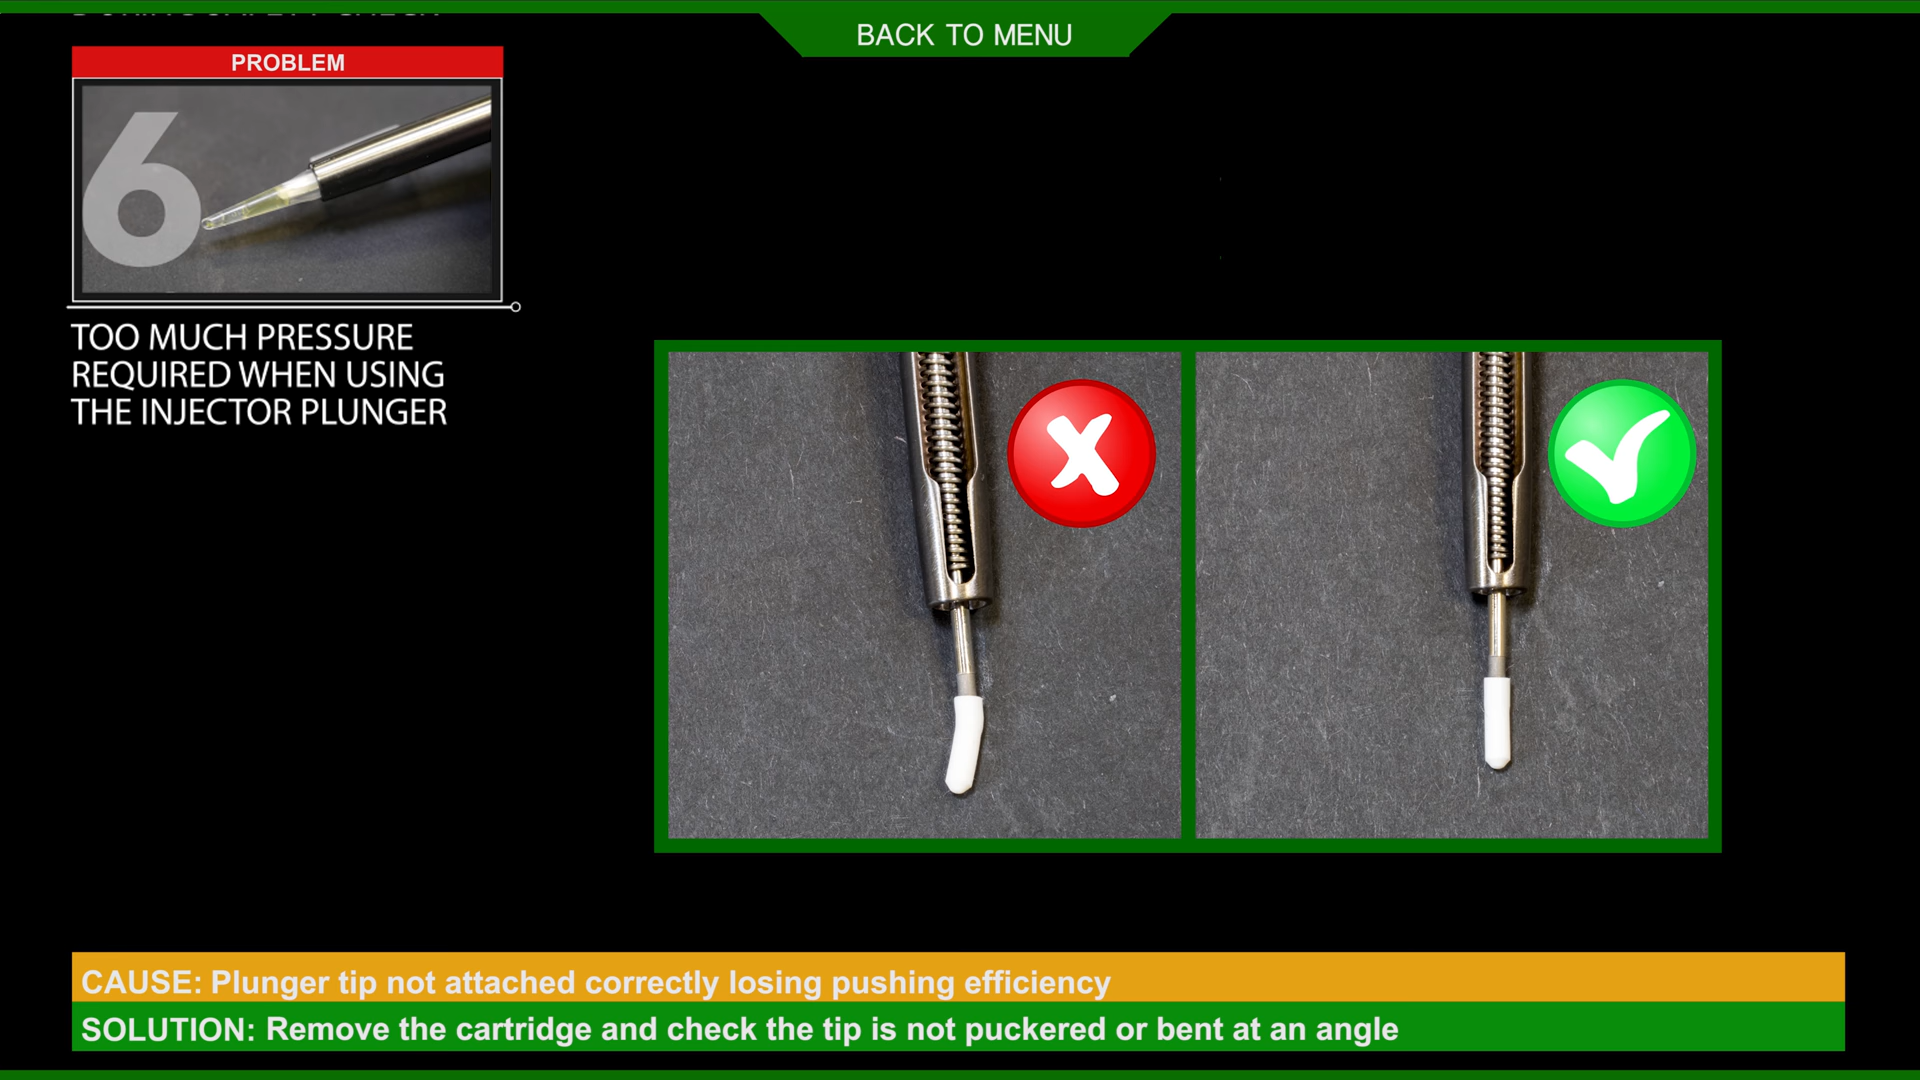 BACK TO MENU
PROBLEM
6
TOO MUCH PRESSURE
REQUIRED WHEN USING
THE INJECTOR PLUNGER
CAUSE: Plunger tip not attached correctly losing pushing efficiency
SOLUTION: Remove the cartridge and check the tip is not puckered or bent at an angle